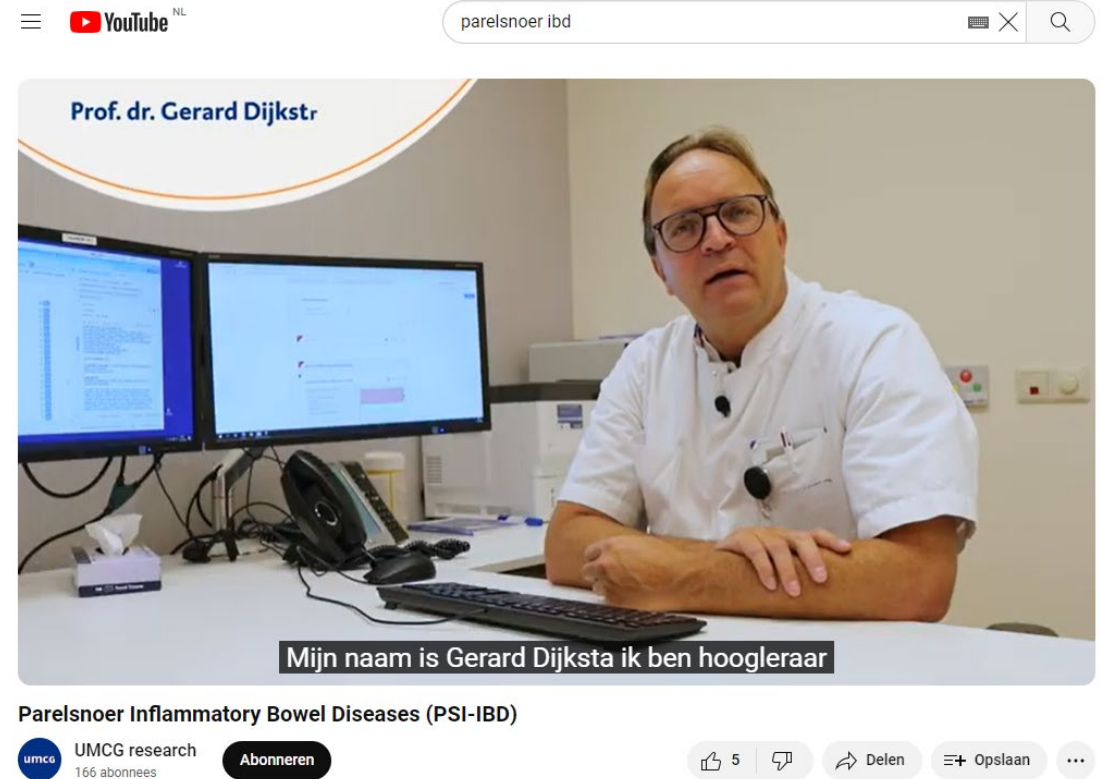 YouTube NL
parelsnoer ibd
Prof. dr. Gerard Dijkstr
Mijn naam is Gerard Dijksta ik ben hoogleraar
Parelsnoer Inflammatory Bowel Diseases (PSI-IBD)
umcg
UMCG research
166 abonnees
Abonneren
5
Delen
Opslaan